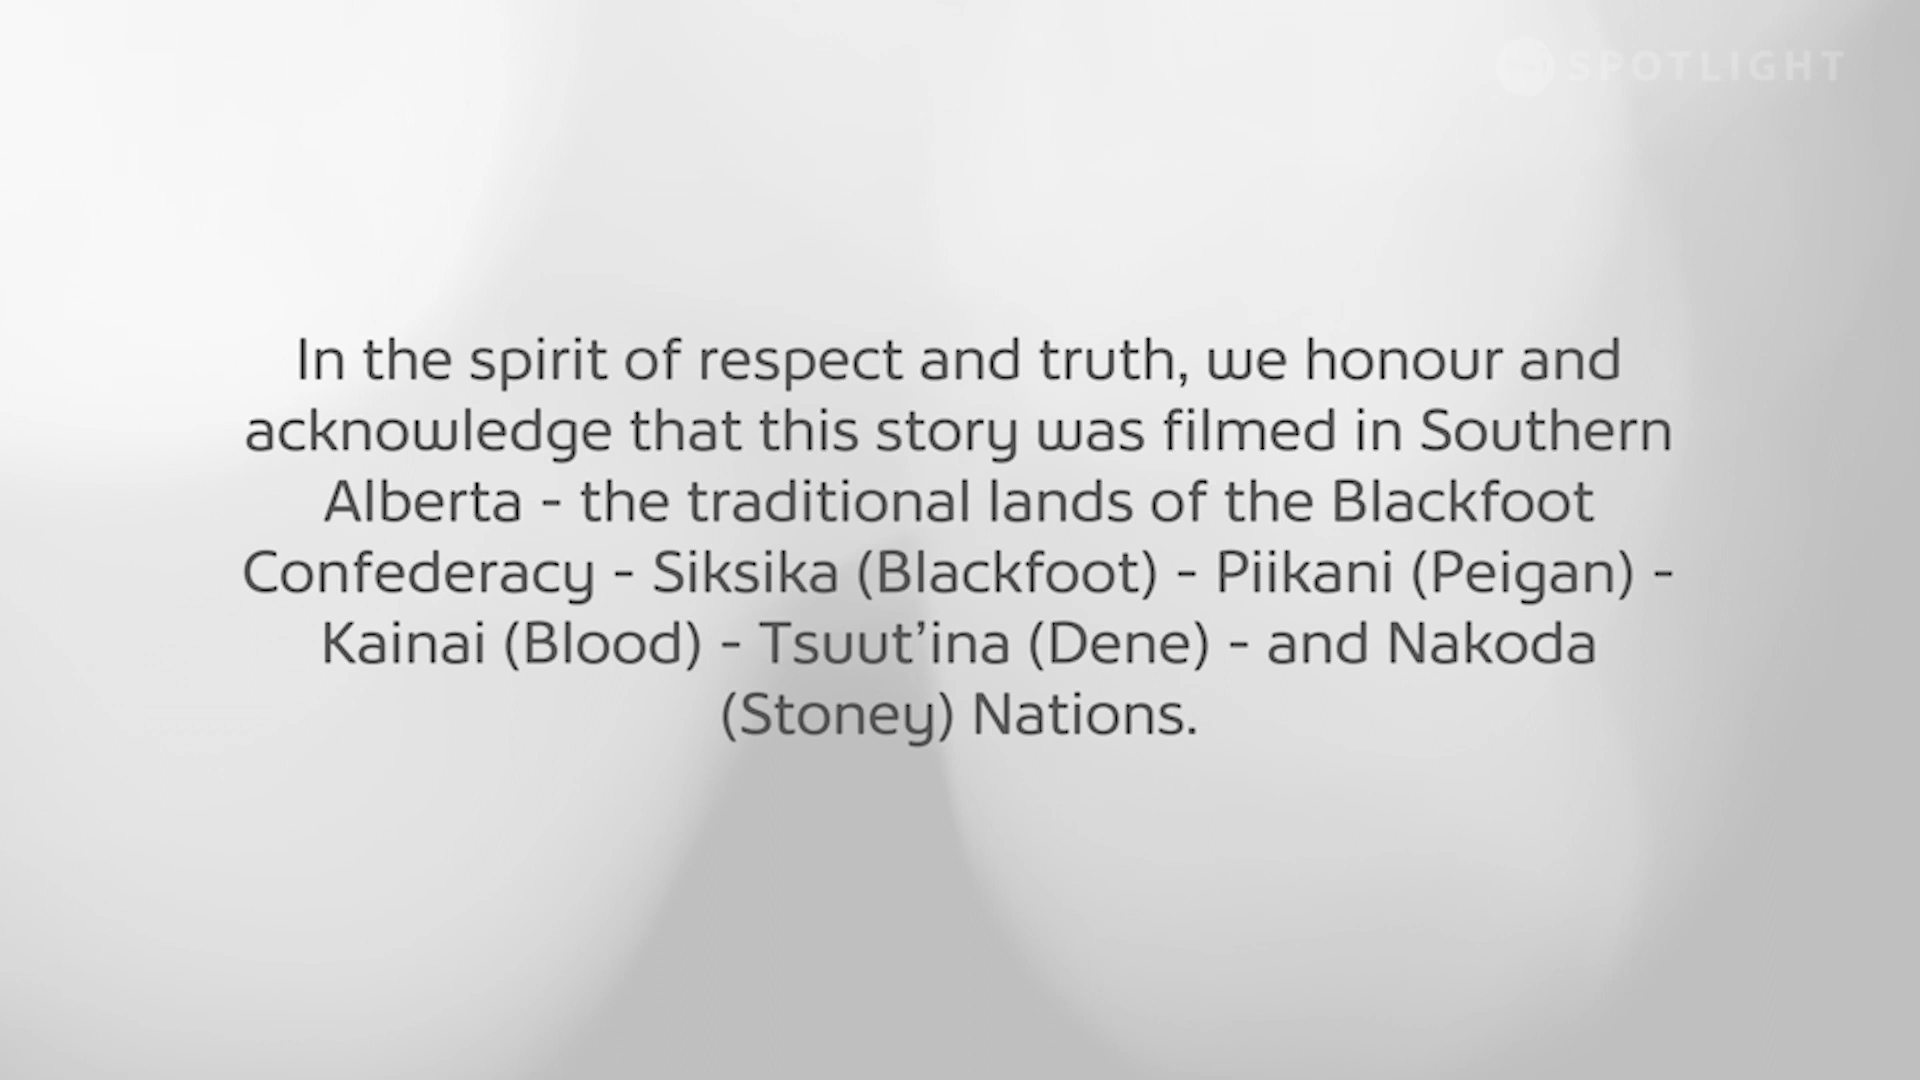 SPOTLIGHT
In the spirit of respect and truth, we honour and
acknowledge that this story was filmed in Southern
Alberta - the traditional lands of the Blackfoot
Confederacy - Siksika (Blackfoot) - Piikani (Peigan) -
Kainai (Blood) - Tsuut’ina (Dene) - and Nakoda
(Stoney) Nations.